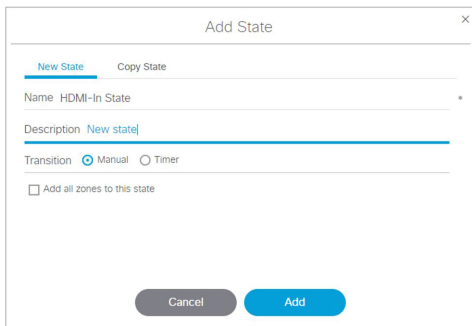 Add State
New State Copy State
Name HDMI-In State
Description New state
Transition Manual Timer
Add all zones to this state
Cancel Add